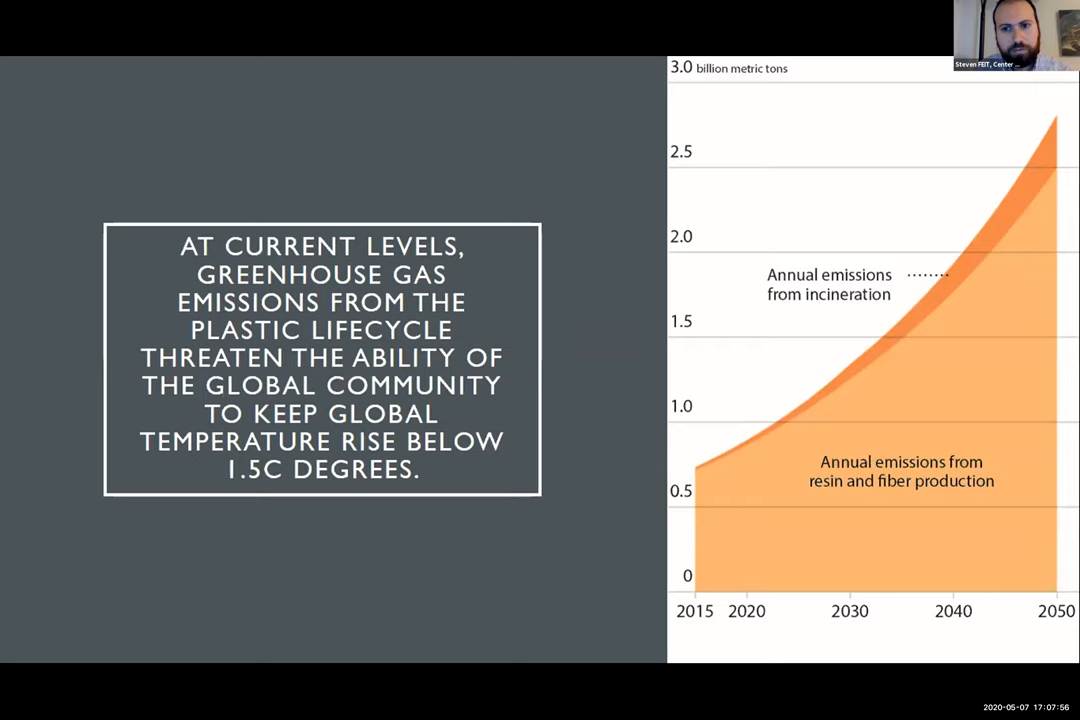 Steven FEIT, Center ...
AT CURRENT LEVELS,
GREENHOUSE GAS
EMISSIONS FROM THE
PLASTIC LIFECYCLE
THREATEN THE ABILITY OF
THE GLOBAL COMMUNITY
TO KEEP GLOBAL
TEMPERATURE RISE BELOW
1.5C DEGREES.
3.0 billion metric tons
2.5
2.0
Annual emissions
from incineration
1.5
1.0
Annual emissions from
resin and fiber production
0.5
0
2015 2020 2030 2040 2050
2020-05-07 17:07:56